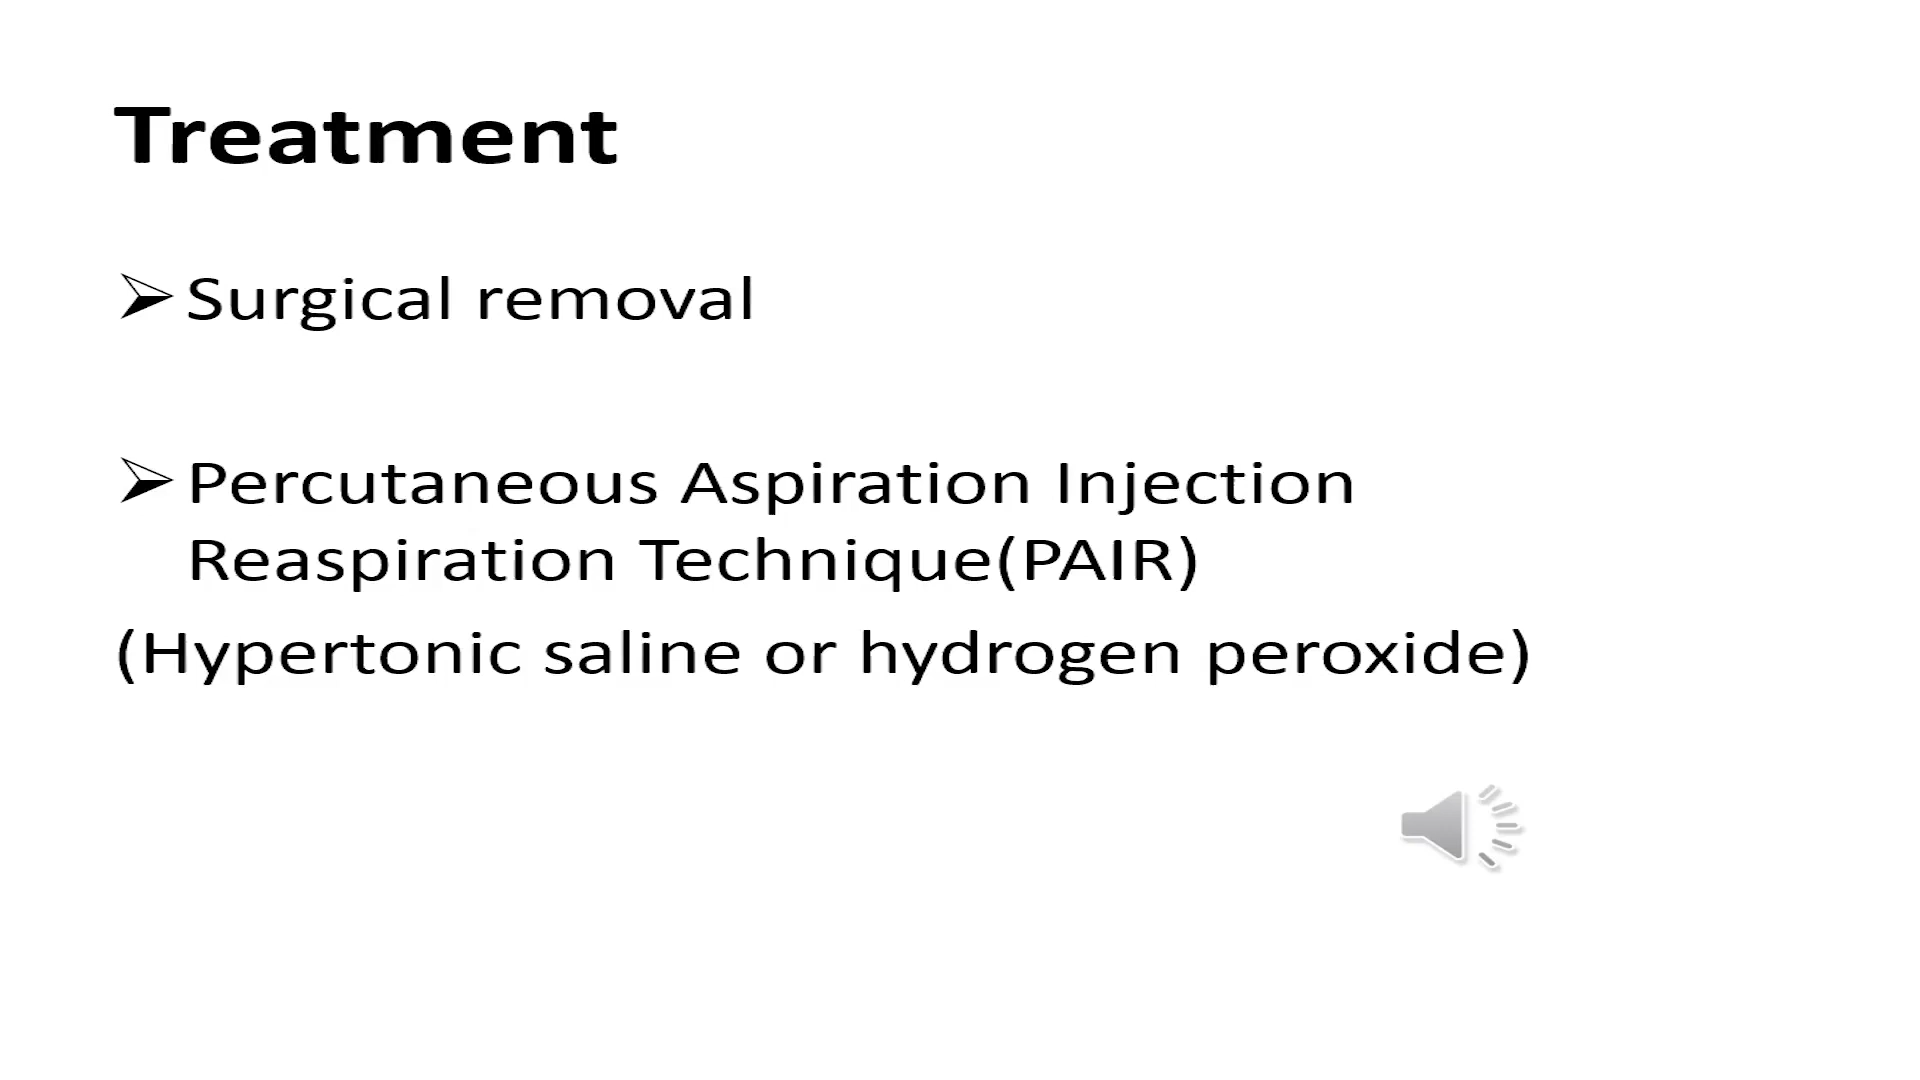 Treatment
Surgical removal
Percutaneous Aspiration Injection
Reaspiration Technique(PAIR)
(Hypertonic saline or hydrogen peroxide)